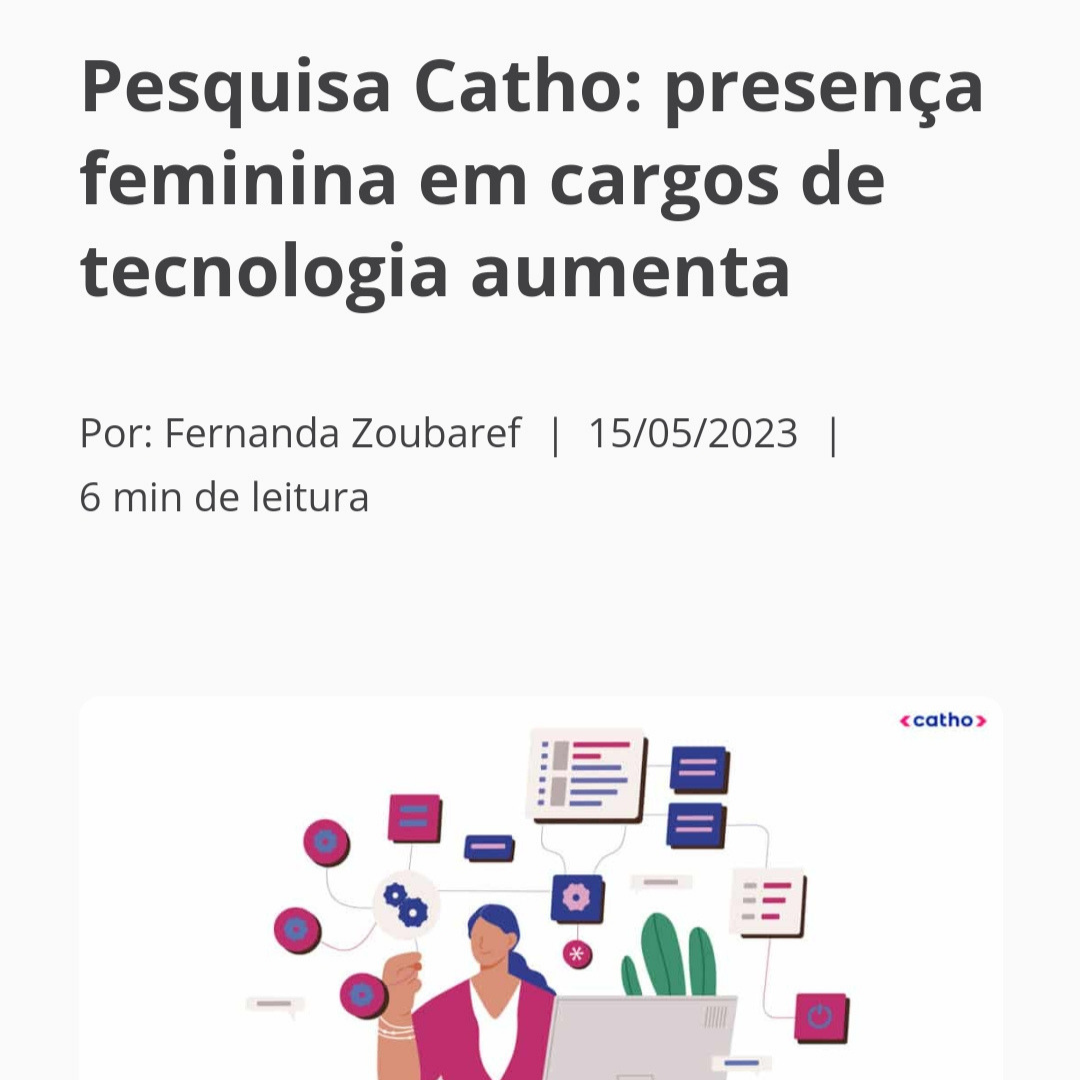 Pesquisa Catho: presença
feminina em cargos de
tecnologia aumenta
Por: Fernanda Zoubaref | 15/05/2023 |
6 min de leitura
<catho>